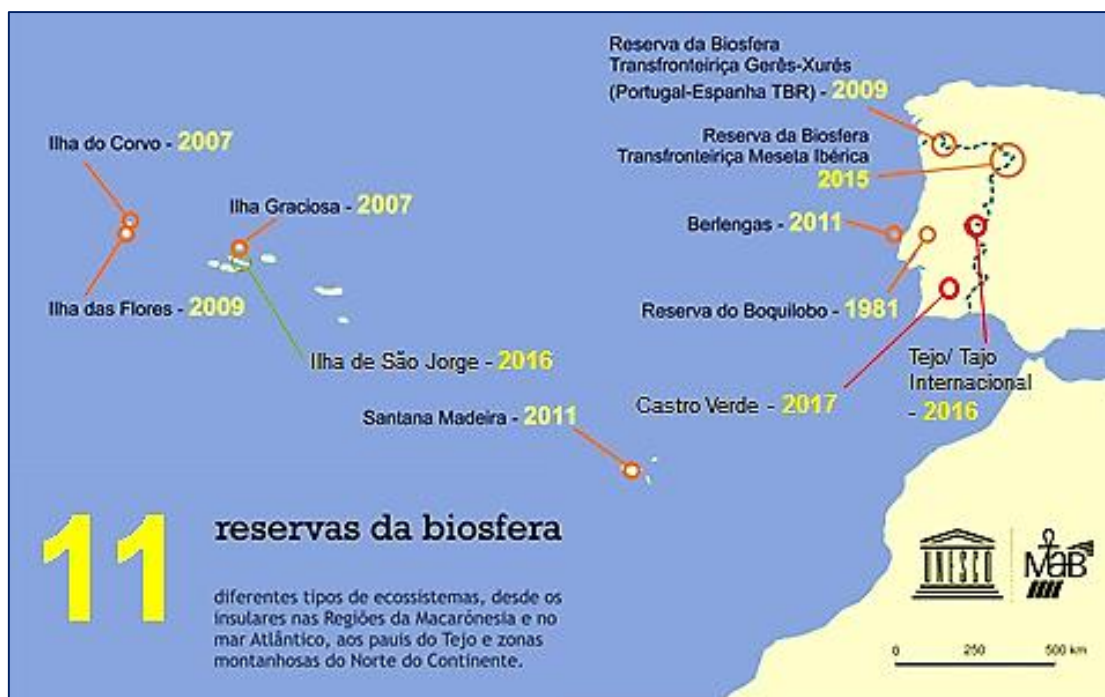 Reserva da Biosfera
Transfronteiriça Gerês-Xurés
(Portugal-Espanha TBR) - 2009
Ilha do Corvo - 2007
Reserva da Biosfera
Transfronteiriça Meseta Ibérica
2015
Ilha Graciosa - 2007
Berlengas - 2011
Ilha das Flores - 2009
Reserva do Boquilobo - 1981
Ilha de São Jorge - 2016
Tejo/ Tajo
Internacional
- 2016
Castro Verde - 2017
Santana Madeira - 2011
11
reservas da biosfera
diferentes tipos de ecossistemas, desde os
insulares nas Regiões da Macarónesia e no
mar Atlântico, aos pauis do Tejo e zonas
montanhosas do Norte do Continente.
UNESCO
MaB
0 250 500 km